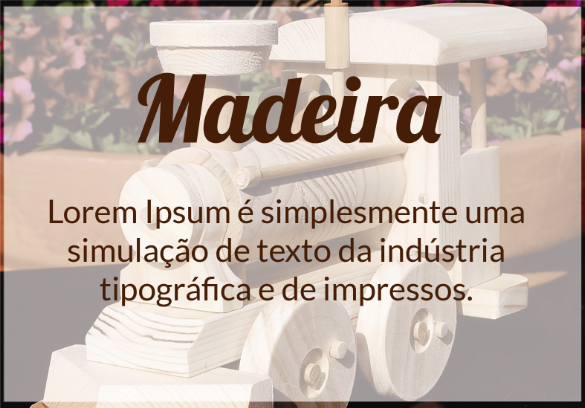 Madeira
Lorem Ipsum é simplesmente uma
simulação de texto da indústria
tipográfica e de impressos.